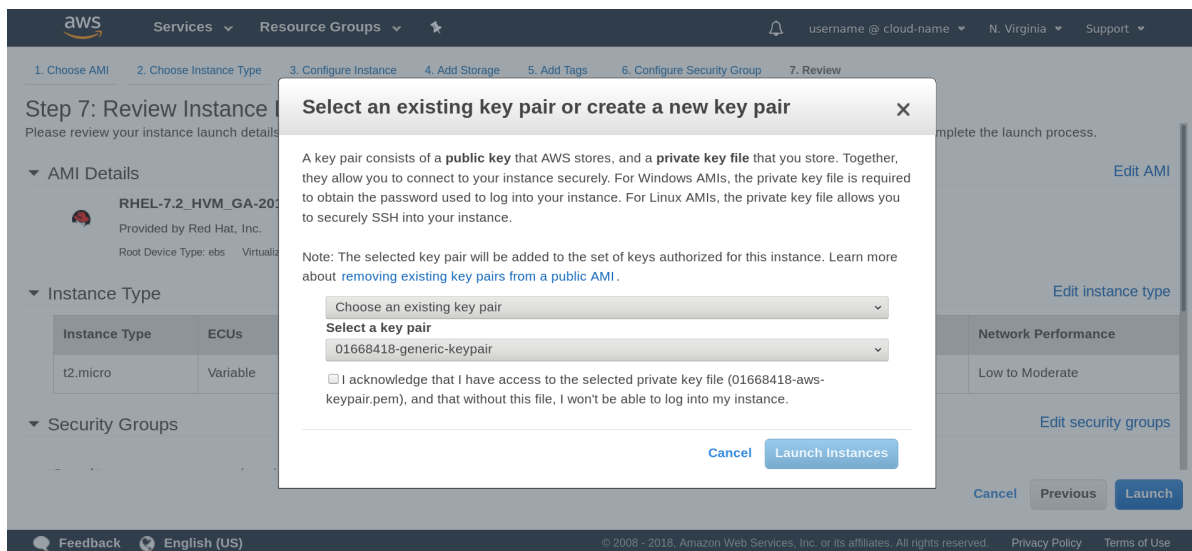 aws Services Resource Groups username @ cloud-name N. Virginia Support
1. Choose AMI 2. Choose Instance Type 3. Configure Instance 4. Add Storage 5. Add Tags 6. Configure Security Group 7. Review
Step 7: Review Instance
Please review your instance launch details mplete the launch process.
AMI Details Edit AMI
RHEL-7.2_HVM_GA-201
Provided by Red Hat, Inc.
Root Device Type: ebs Virtualiz
Instance Type Edit instance type
Instance Type ECUs Network Performance
t2.micro Variable Low to Moderate
Security Groups Edit security groups
Select an existing key pair or create a new key pair
A key pair consists of a public key that AWS stores, and a private key file that you store. Together,
they allow you to connect to your instance securely. For Windows AMIs, the private key file is required
to obtain the password used to log into your instance. For Linux AMIs, the private key file allows you
to securely SSH into your instance.
Note: The selected key pair will be added to the set of keys authorized for this instance. Learn more
about removing existing key pairs from a public AMI.
Choose an existing key pair
Select a key pair
01668418-generic-keypair
I acknowledge that I have access to the selected private key file (01668418-aws-
keypair.pem), and that without this file, I won't be able to log into my instance.
Cancel Launch Instances
Cancel Previous Launch
Feedback English (US) © 2008 - 2018, Amazon Web Services, Inc. or its affiliates. All rights reserved. Privacy Policy Terms of Use